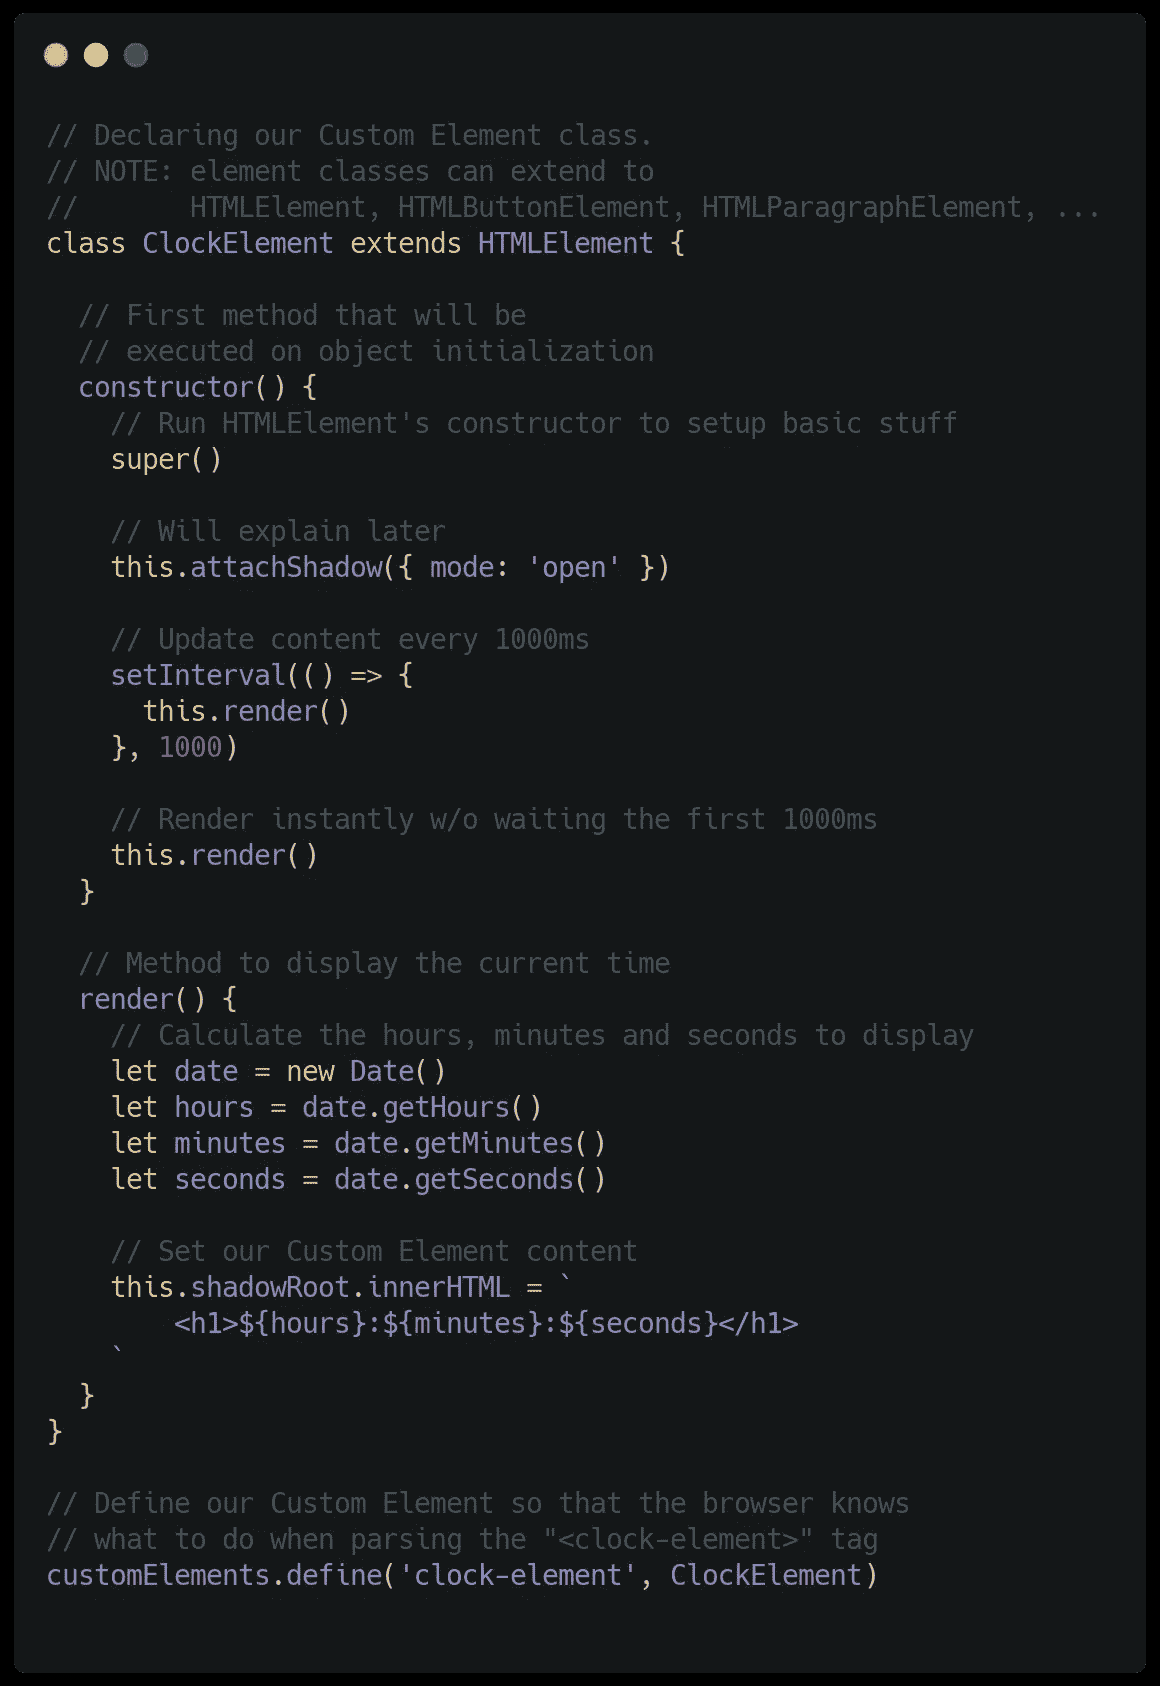 // Declaring our Custom Element class.
// NOTE: element classes can extend to
//       HTMLElement, HTMLButtonElement, HTMLParagraphElement, ...
class ClockElement extends HTMLElement {

  // First method that will be
  // executed on object initialization
  constructor() {
    // Run HTMLElement's constructor to setup basic stuff
    super()

    // Will explain later
    this.attachShadow({ mode: 'open' })

    // Update content every 1000ms
    setInterval(() => {
      this.render()
    }, 1000)

    // Render instantly w/o waiting the first 1000ms
    this.render()
  }

  // Method to display the current time
  render() {
    // Calculate the hours, minutes and seconds to display
    let date = new Date()
    let hours = date.getHours()
    let minutes = date.getMinutes()
    let seconds = date.getSeconds()

    // Set our Custom Element content
    this.shadowRoot.innerHTML = `
        <h1>${hours}:${minutes}:${seconds}</h1>
    `
  }
}

// Define our Custom Element so that the browser knows
// what to do when parsing the "<clock-element>" tag
customElements.define('clock-element', ClockElement)